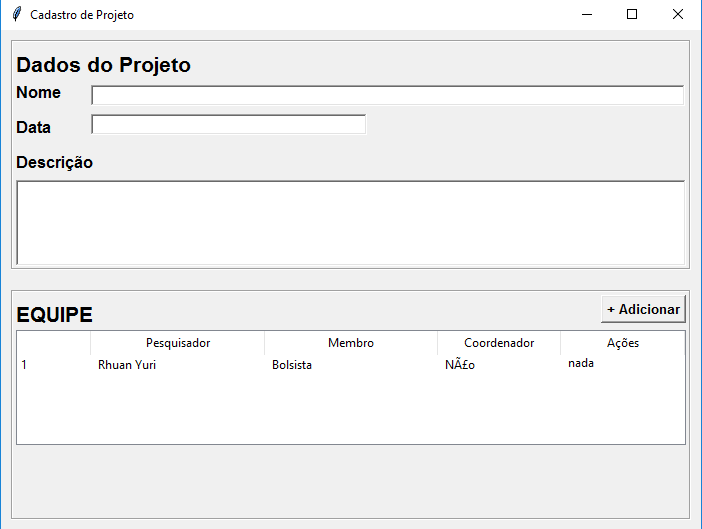 Cadastro de Projeto
Dados do Projeto
Nome
Data
Descrição
EQUIPE
+ Adicionar
Pesquisador Membro Coordenador Ações
1 Rhuan Yuri Bolsista NÃ£o nada